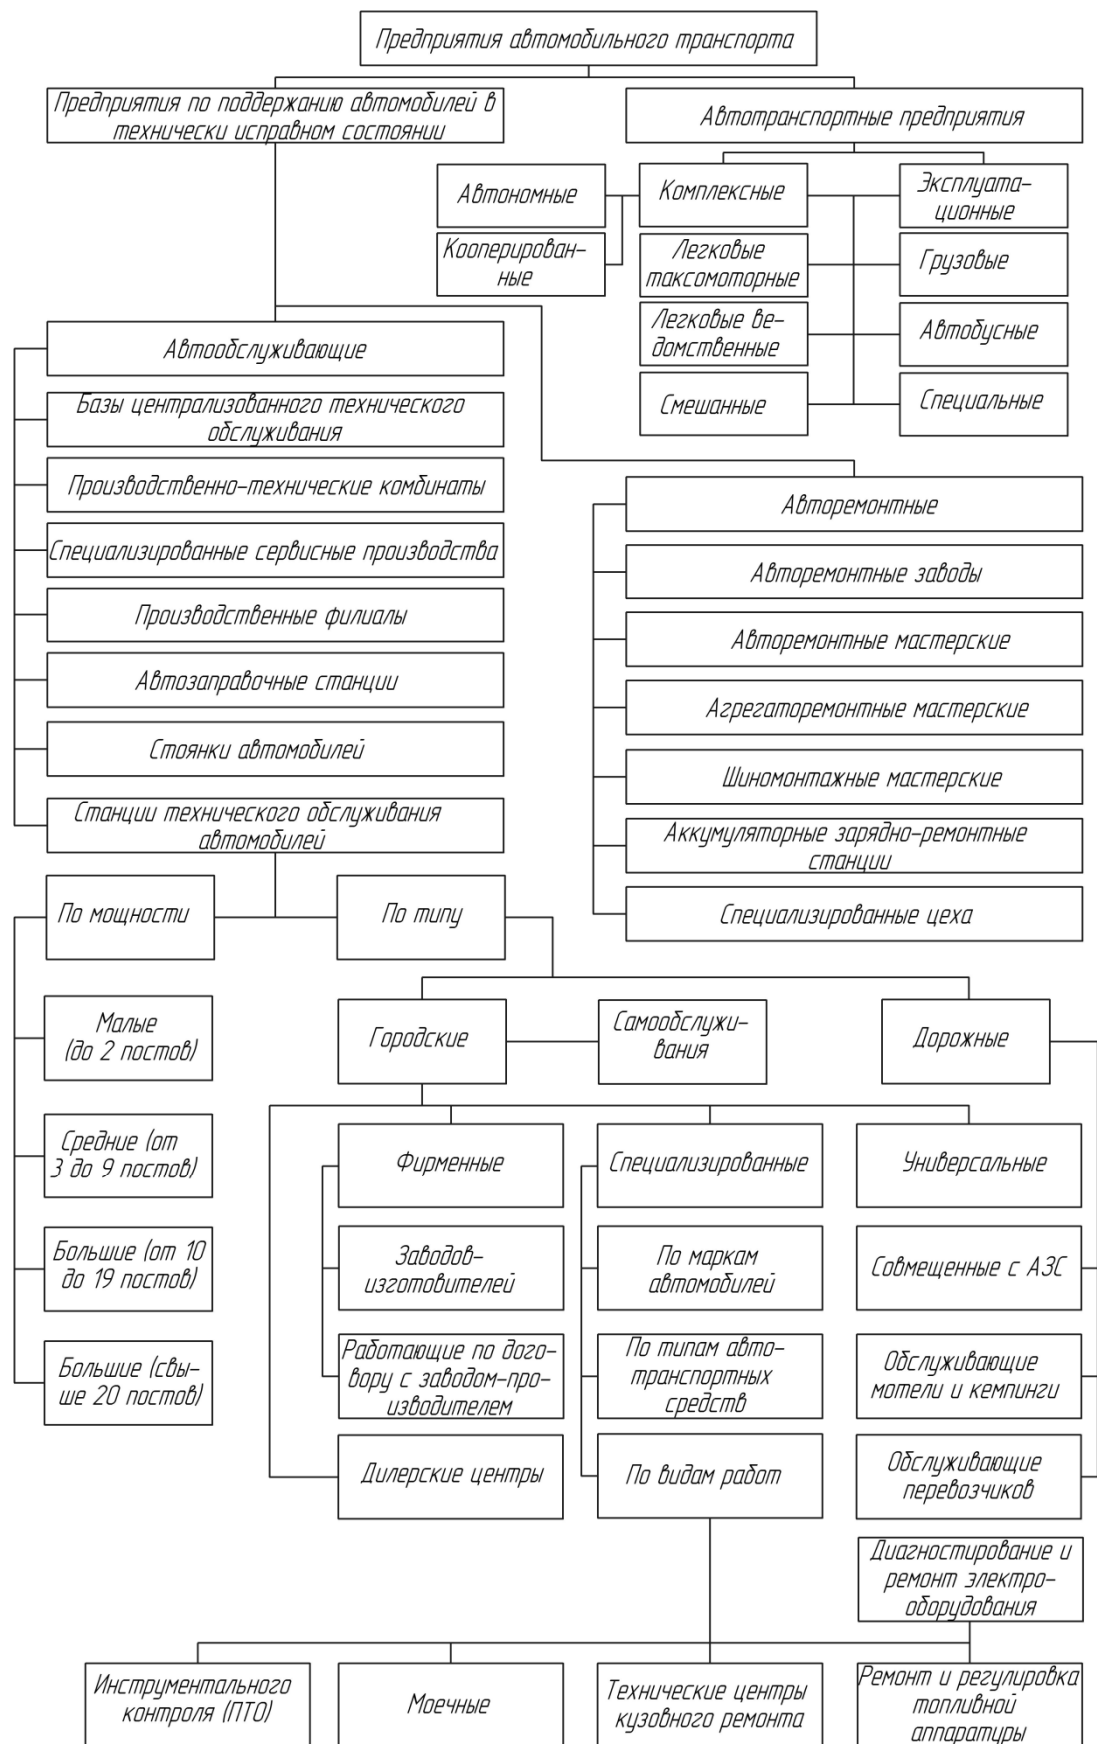 Предприятия автомобильного транспорта
Предприятия по поддержанию автомобилей в
технически исправном состоянии
Автотранспортные предприятия
Автономные
Комплексные
Эксплуата-
ционные
Кооперирован-
ные
Легковые
таксомоторные
Грузовые
Легковые ве-
домственные
Автобусные
Смешанные
Специальные
Автообслуживающие
Базы централизованного технического
обслуживания
Производственно-технические комбинаты
Специализированные сервисные производства
Производственные филиалы
Автозаправочные станции
Стоянки автомобилей
Станции технического обслуживания
автомобилей
Авторемонтные
Авторемонтные заводы
Авторемонтные мастерские
Агрегаторемонтные мастерские
Шиномонтажные мастерские
Аккумуляторные зарядно-ремонтные
станции
Специализированные цеха
По мощности
По типу
Малые
(до 2 постов)
Средние (от
3 до 9 постов)
Большие (от 10
до 19 постов)
Большие (свы-
ше 20 постов)
Городские
Самообслужи-
вания
Дорожные
Фирменные
Специализированные
Универсальные
Заводов-
изготовителей
По маркам
автомобилей
Совмещенные с АЗС
Работающие по дого-
вору с заводом-про-
изводителем
По типам авто-
транспортных
средств
Обслуживающие
мотели и кемпинги
Дилерские центры
По видам работ
Обслуживающие
перевозчиков
Диагностирование и
ремонт электро-
оборудования
Инструментального
контроля (ПТО)
Моечные
Технические центры
кузовного ремонта
Ремонт и регулировка
топливной
аппаратуры